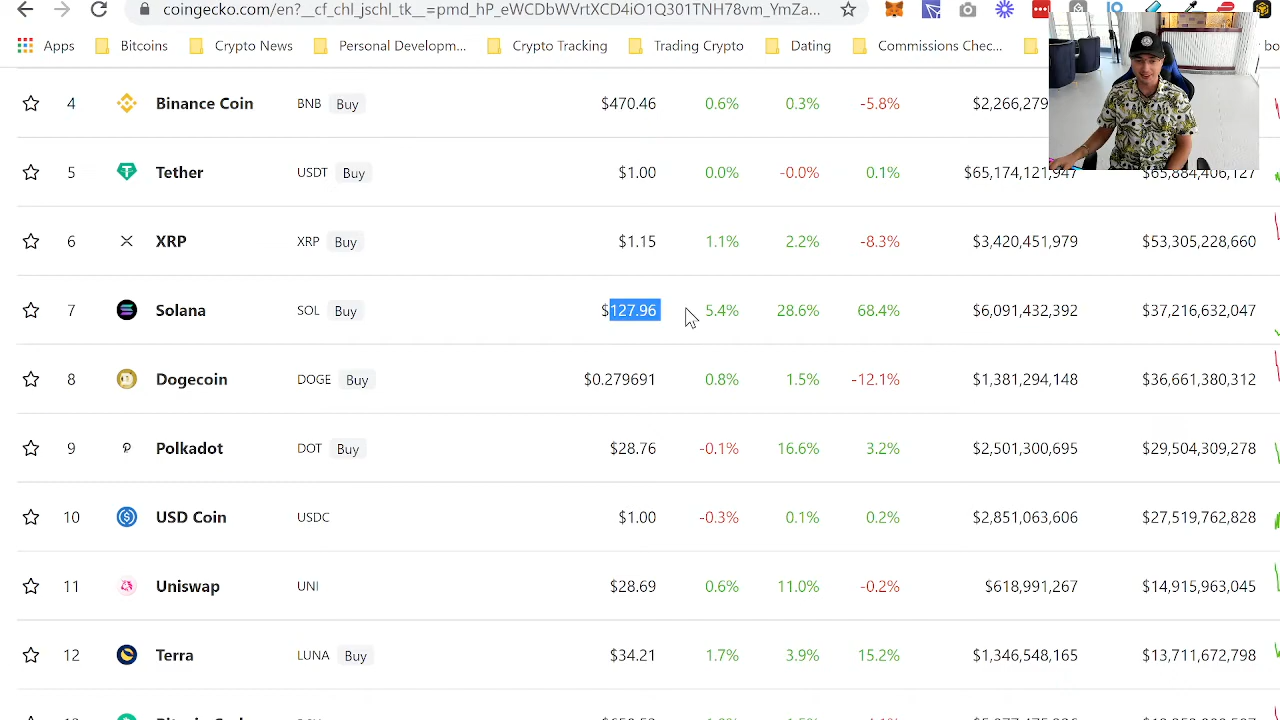 coingecko.com/en?__cf_chl_jschl_tk__=pmd_hP_eWCDbWVrtXCD4iO1Q301TNH78vm_YmZa...
Apps Bitcoins Crypto News Personal Developm... Crypto Tracking Trading Crypto Dating Commissions Chec...
4 Binance Coin BNB Buy $470.46 0.6% 0.3% -5.8% $2,266,279
5 Tether USDT Buy $1.00 0.0% -0.0% 0.1% $65,174,121,947 $65,884,406,127
6 XRP XRP Buy $1.15 1.1% 2.2% -8.3% $3,420,451,979 $53,305,228,660
7 Solana SOL Buy $127.96 5.4% 28.6% 68.4% $6,091,432,392 $37,216,632,047
8 Dogecoin DOGE Buy $0.279691 0.8% 1.5% -12.1% $1,381,294,148 $36,661,380,312
9 Polkadot DOT Buy $28.76 -0.1% 16.6% 3.2% $2,501,300,695 $29,504,309,278
10 USD Coin USDC $1.00 -0.3% 0.1% 0.2% $2,851,063,606 $27,519,762,828
11 Uniswap UNI $28.69 0.6% 11.0% -0.2% $618,991,267 $14,915,963,045
12 Terra LUNA Buy $34.21 1.7% 3.9% 15.2% $1,346,548,165 $13,711,672,798